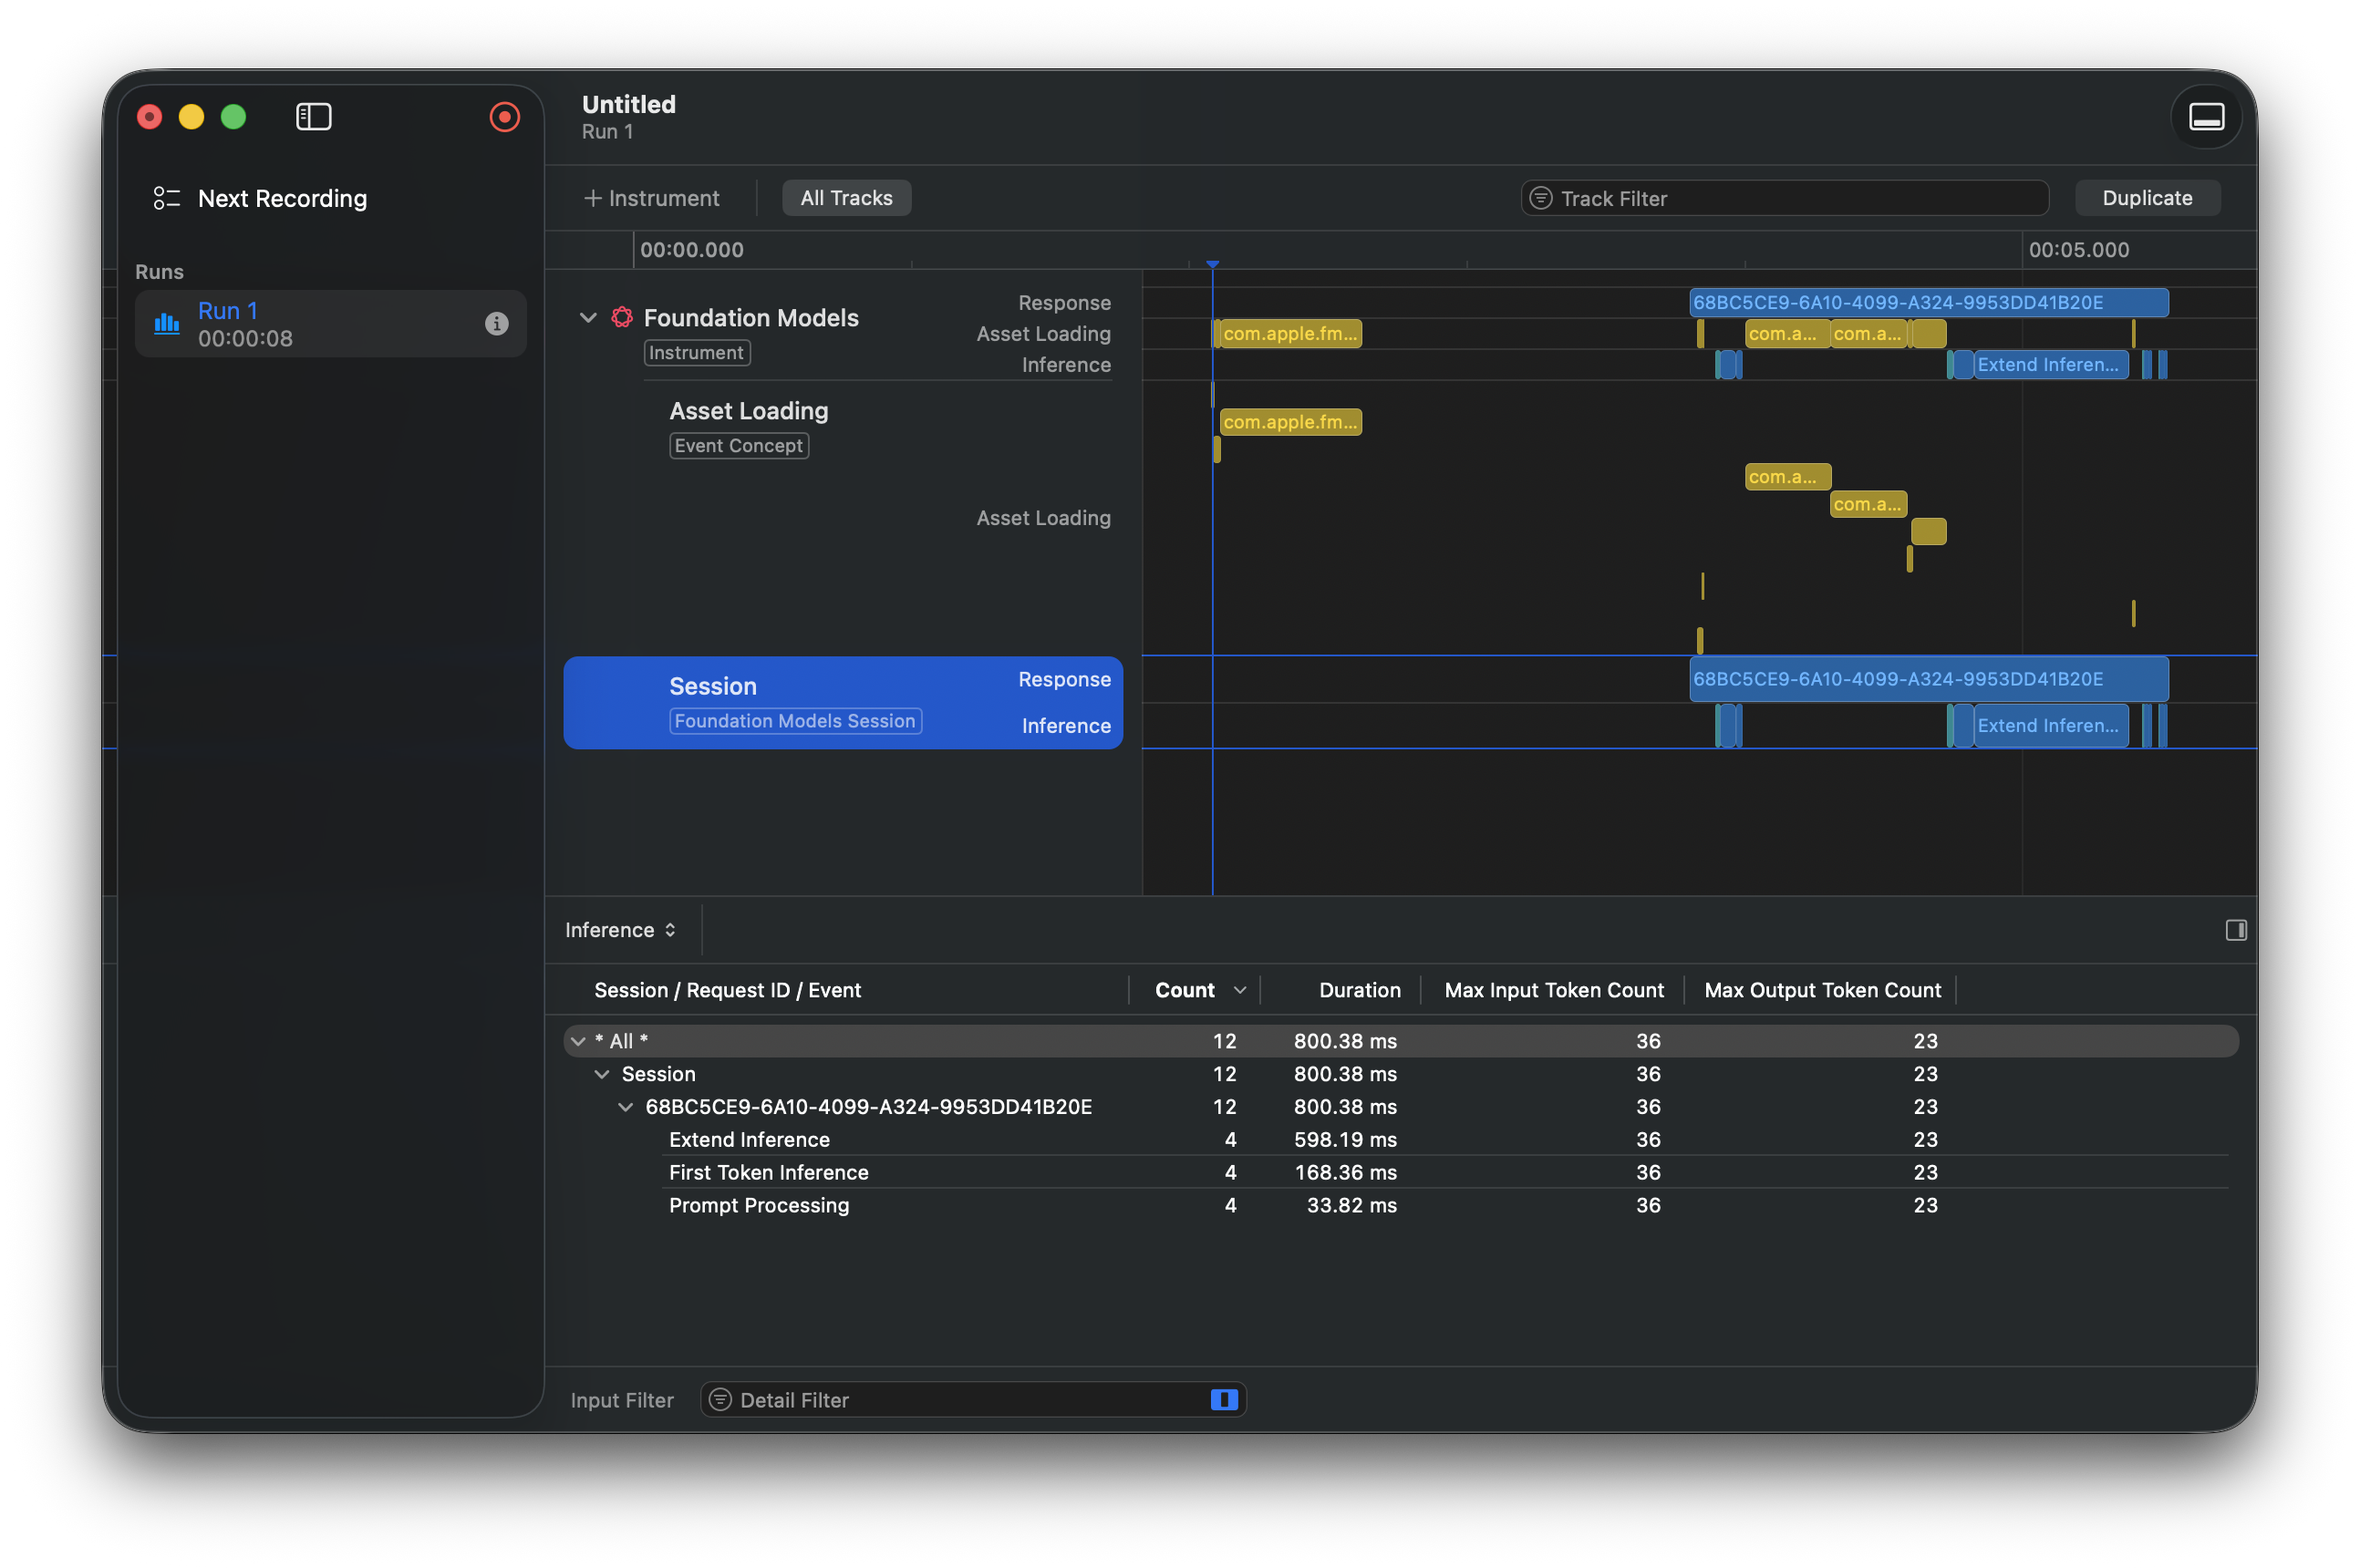 Untitled
Run 1
Next Recording
Runs
Run 1
00:00:08
Instrument
All Tracks
Track Filter
Duplicate
00:00.000
00:05.000
Foundation Models
Instrument
Response
Asset Loading
Inference
68BC5CE9-6A10-4099-A324-9953DD41B20E
com.apple.fm...
com.a...
com.a...
Extend Inferen...
Asset Loading
Event Concept
Asset Loading
com.apple.fm...
com.a...
com.a...
Session
Foundation Models Session
Response
Inference
68BC5CE9-6A10-4099-A324-9953DD41B20E
Extend Inferen...
Inference
Session / Request ID / Event Count Duration Max Input Token Count Max Output Token Count
* All * 12 800.38 ms 36 23
Session 12 800.38 ms 36 23
68BC5CE9-6A10-4099-A324-9953DD41B20E 12 800.38 ms 36 23
Extend Inference 4 598.19 ms 36 23
First Token Inference 4 168.36 ms 36 23
Prompt Processing 4 33.82 ms 36 23
Input Filter
Detail Filter